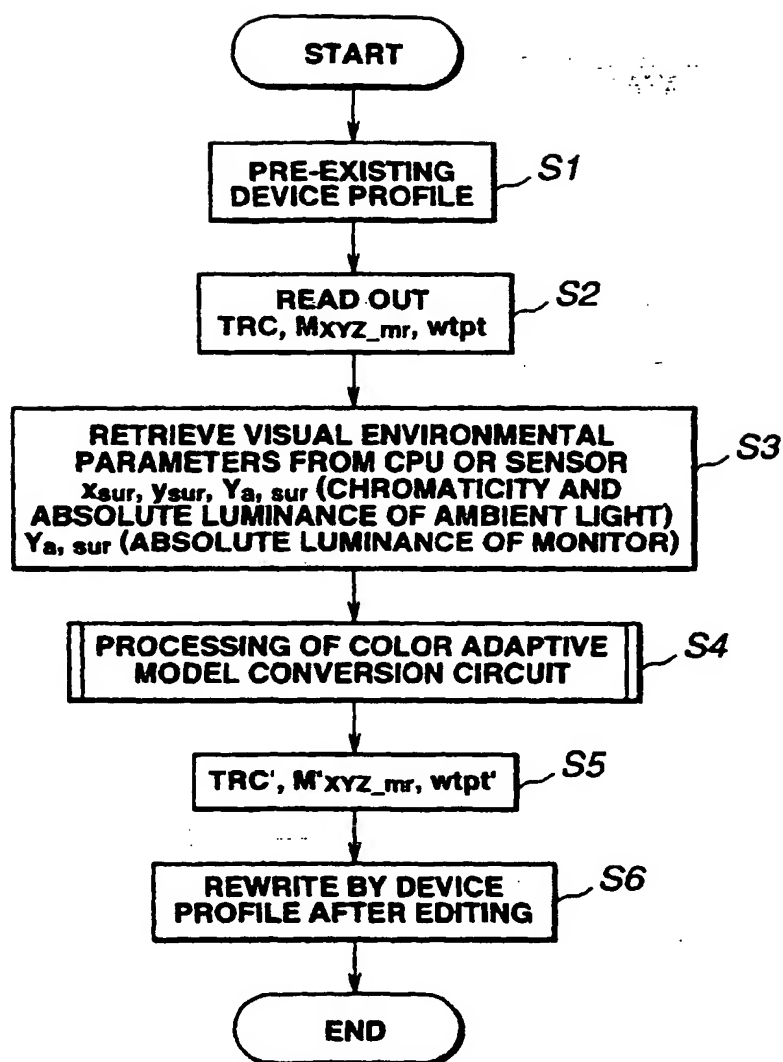 START
PRE-EXISTING
DEVICE PROFILE
S1
READ OUT
TRC, MXYZ_mr, wtpt
S2
RETRIEVE VISUAL ENVIRONMENTAL
PARAMETERS FROM CPU OR SENSOR
xsur, ysur, Ya, sur (CHROMATICITY AND
ABSOLUTE LUMINANCE OF AMBIENT LIGHT)
Ya, sur (ABSOLUTE LUMINANCE OF MONITOR)
S3
PROCESSING OF COLOR ADAPTIVE
MODEL CONVERSION CIRCUIT
S4
TRC', M'XYZ_mr, wtpt'
S5
REWRITE BY DEVICE
PROFILE AFTER EDITING
S6
END